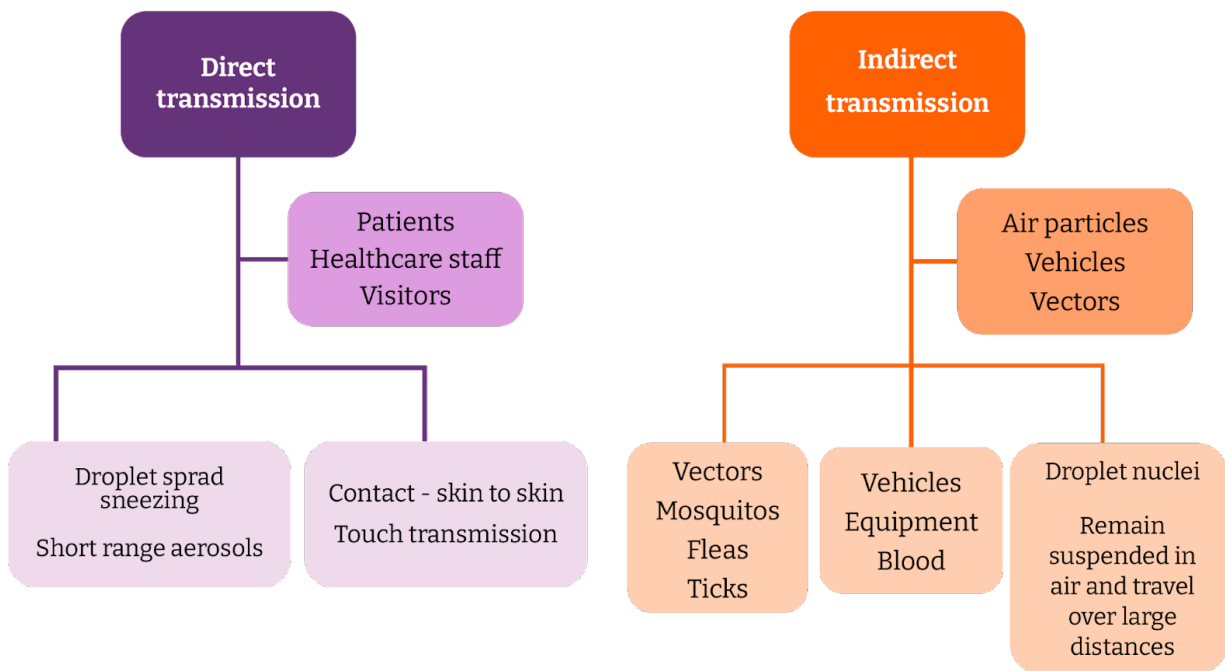 Direct
transmission
Patients
Healthcare staff
Visitors
Droplet sprad
sneezing
Short range aerosols
Contact - skin to skin
Touch transmission
Indirect
transmission
Air particles
Vehicles
Vectors
Vectors
Mosquitos
Fleas
Ticks
Vehicles
Equipment
Blood
Droplet nuclei
Remain
suspended in
air and travel
over large
distances